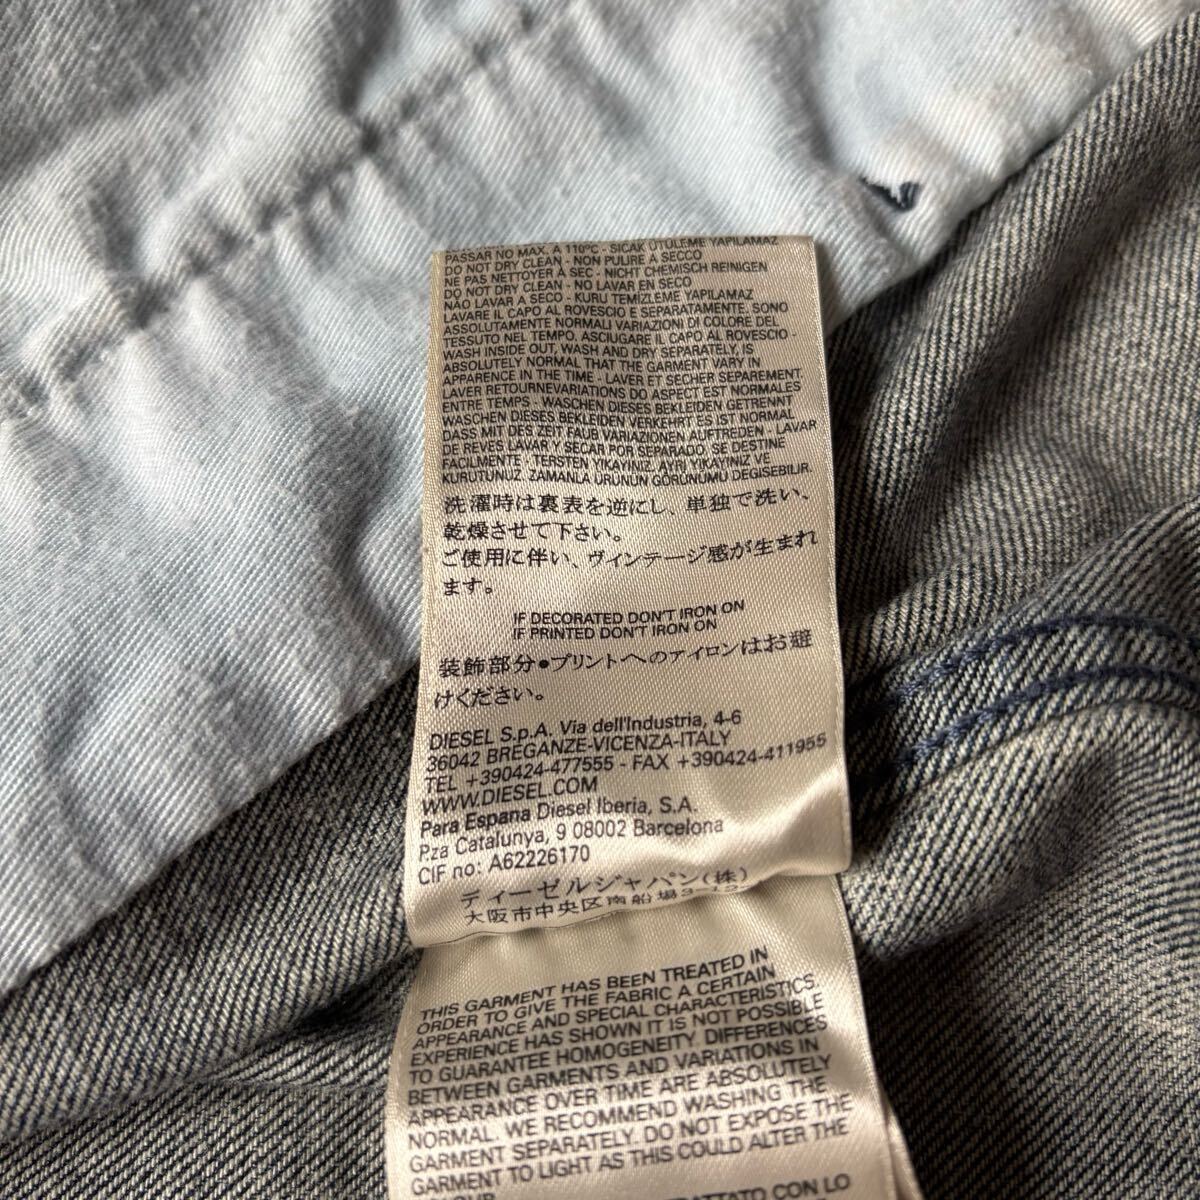 PASSAR NO MAX. A 110ºC - SICAK ÜTÜLEME YAPILAMAZ
DO NOT DRY CLEAN - NON PULIRE A SECCO
NE PAS NETTOYER A SEC - NICHT CHEMISCH REINIGEN
DO NOT DRY CLEAN - NO LAVAR EN SECO
NÃO LAVAR A SECO - KURU TEMİZLEME YAPILAMAZ
LAVARE IL CAPO AL ROVESCIO E SEPARATAMENTE. SONO
ASSOLUTAMENTE NORMALI VARIAZIONI DI COLORE DEL
TESSUTO NEL TEMPO. ASCIUGARE IL CAPO AL ROVESCIO -
WASH INSIDE OUT, WASH AND DRY SEPARATELY, IS
ABSOLUTELY NORMAL THAT THE GARMENT VARY IN
APPARENCE IN THE TIME - LAVER ET SECHER SEPAREMENT.
LAVER RETOURNEVARIATIONS DO ASPECT EST NORMALES
ENTRE TEMPS - WASCHEN DIESES BEKLEIDEN GETRENNT
WASCHEN DIESES BEKLEIDEN VERKEHRT ES IST NORMAL
DASS MIT DES ZEIT FAUB VARIAZIONEN AUFTREDEN - LAVAR
DE REVES LAVAR Y SECAR POR SEPARADO. SE DESTINE
FACILMENTE . TERSTEN YIKAYINIZ. AYRI YIKAYINIZ VE
KURUTUNUZ. ZAMANLA ÜRÜNÜN GÖRÜNÜMÜ DEGISEBILIR.
洗濯時は裏表を逆にし、単独で洗い、
乾燥させて下さい。
ご使用に伴い、ヴィンテージ感が生まれ
ます。
IF DECORATED DON'T IRON ON
IF PRINTED DON'T IRON ON
装飾部分●プリントへのアイロンはお避
けください。
DIESEL S.p.A. Via dell'Industria, 4-6
36042 BREGANZE-VICENZA-ITALY
TEL +390424-477555 - FAX +390424-411955
WWW.DIESEL.COM
Para Espana Diesel Iberia, S.A.
Pza Catalunya, 9 08002 Barcelona
CIF no: A62226170
ディーゼルジャパン(株)
大阪市中央区南船場3-12-
THIS GARMENT HAS BEEN TREATED IN
ORDER TO GIVE THE FABRIC A CERTAIN
APPEARANCE AND SPECIAL CHARACTERISTICS.
EXPERIENCE HAS SHOWN IT IS NOT POSSIBLE
TO GUARANTEE HOMOGENEITY. DIFFERENCES
BETWEEN GARMENTS AND VARIATIONS IN
APPEARANCE OVER TIME ARE ABSOLUTELY
NORMAL. WE RECOMMEND WASHING THE
GARMENT SEPARATELY. DO NOT EXPOSE THE
GARMENT TO LIGHT AS THIS COULD ALTER THE
TRATTATO CON LO